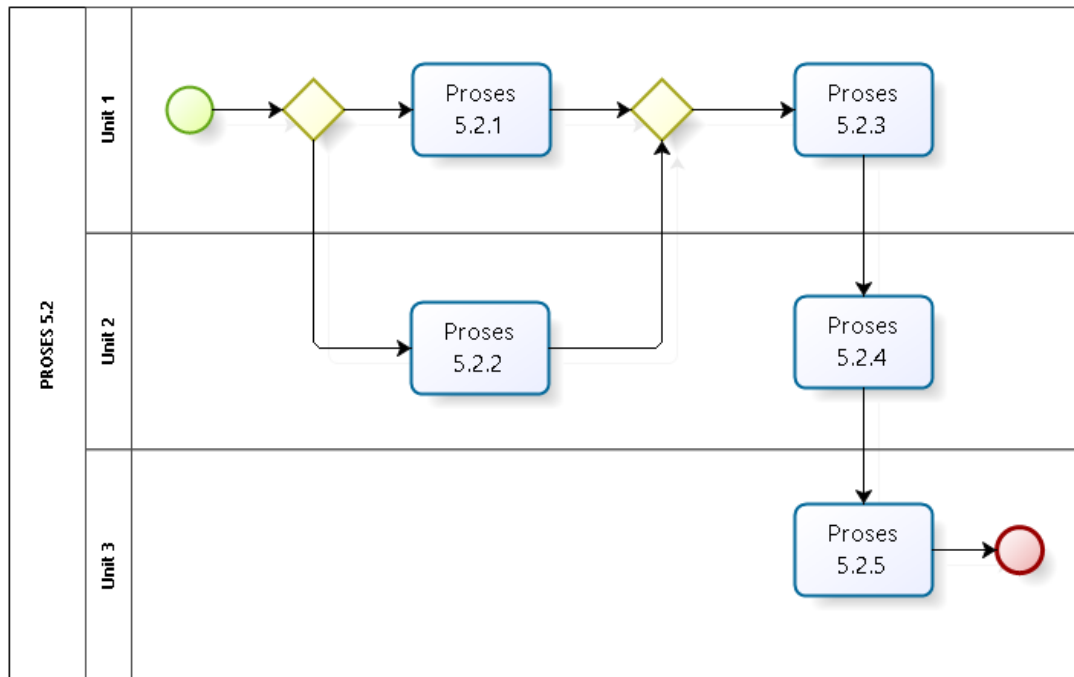 PROSES 5.2
Unit 1
Proses
5.2.1
Proses
5.2.3
Unit 2
Proses
5.2.2
Proses
5.2.4
Unit 3
Proses
5.2.5